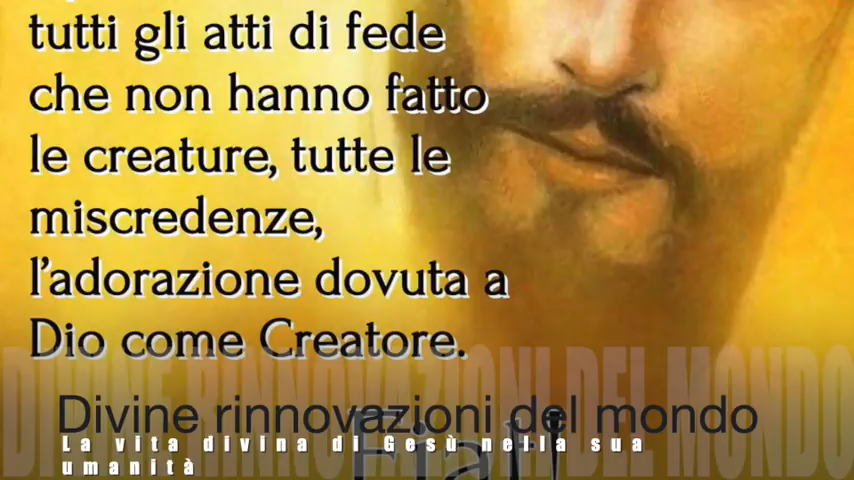 tutti gli atti di fede
che non hanno fatto
le creature, tutte le
miscredenze,
l’adorazione dovuta a
Dio come Creatore.
DIVINE RINNOVAZIONI DEL MONDO
Divine rinnovazioni del mondo
La vita divina di Gesù nella sua
umanità